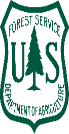 FOREST SERVICE
U S
DEPARTMENT OF AGRICULTURE